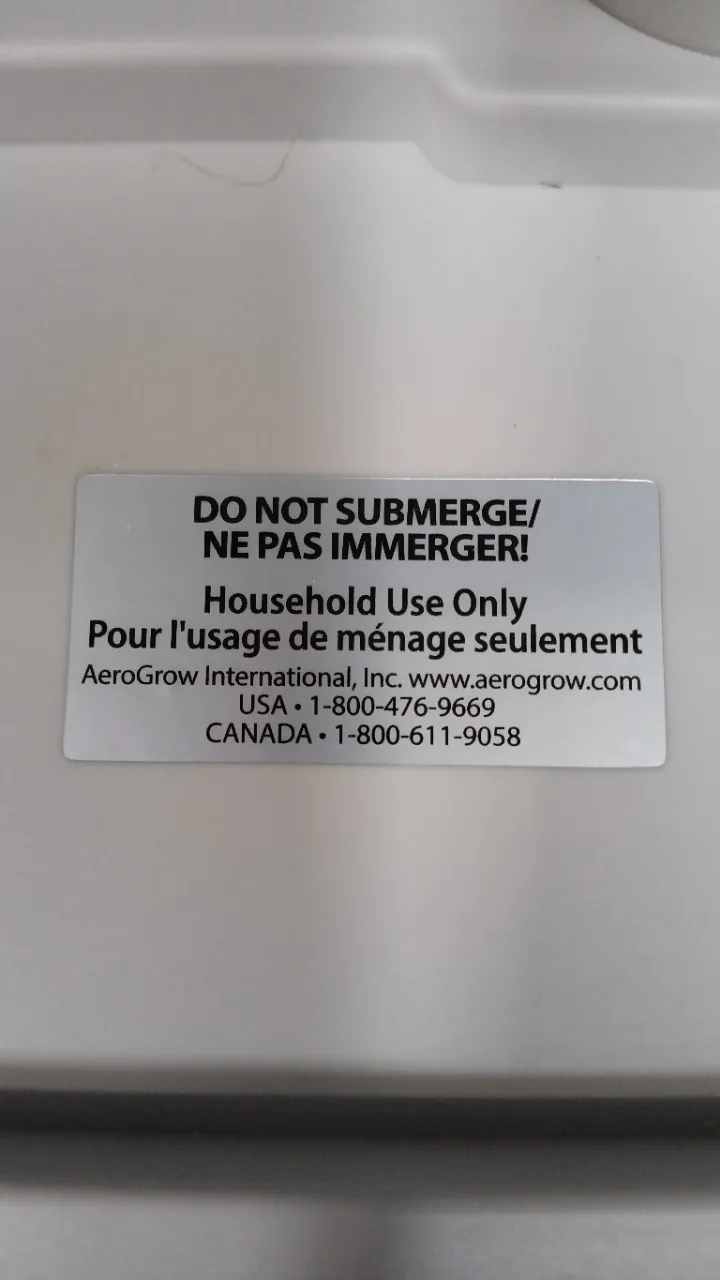 DO NOT SUBMERGE/
NE PAS IMMERGER!
Household Use Only
Pour l'usage de ménage seulement
AeroGrow International, Inc. www.aerogrow.com
USA • 1-800-476-9669
CANADA • 1-800-611-9058